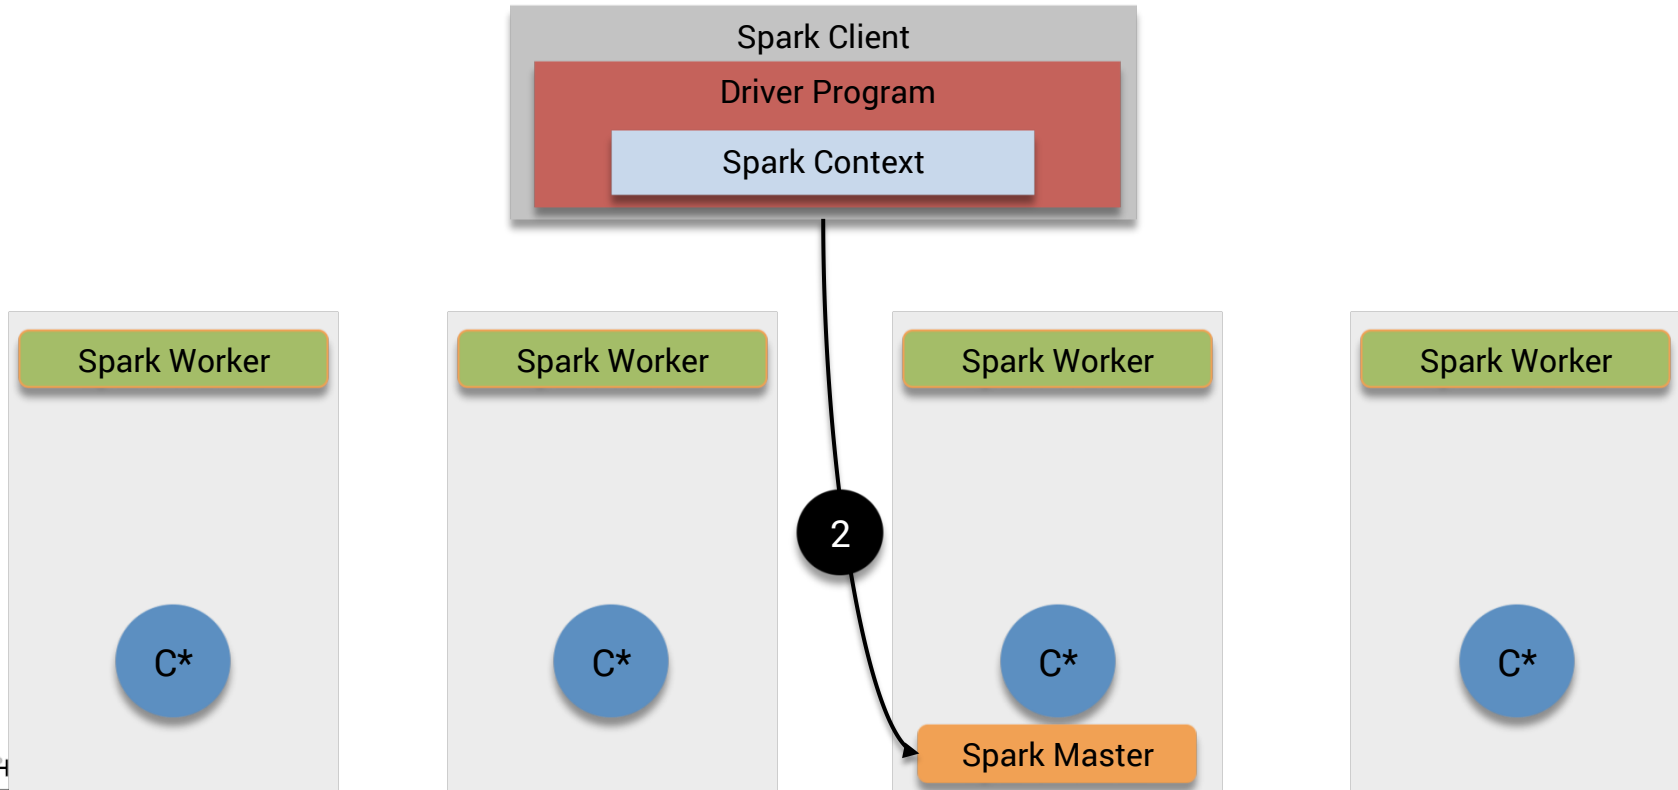 Spark Client
Driver Program
Spark Context
Spark Worker
Spark Worker
Spark Worker
Spark Worker
2
C*
C*
C*
C*
Spark Master